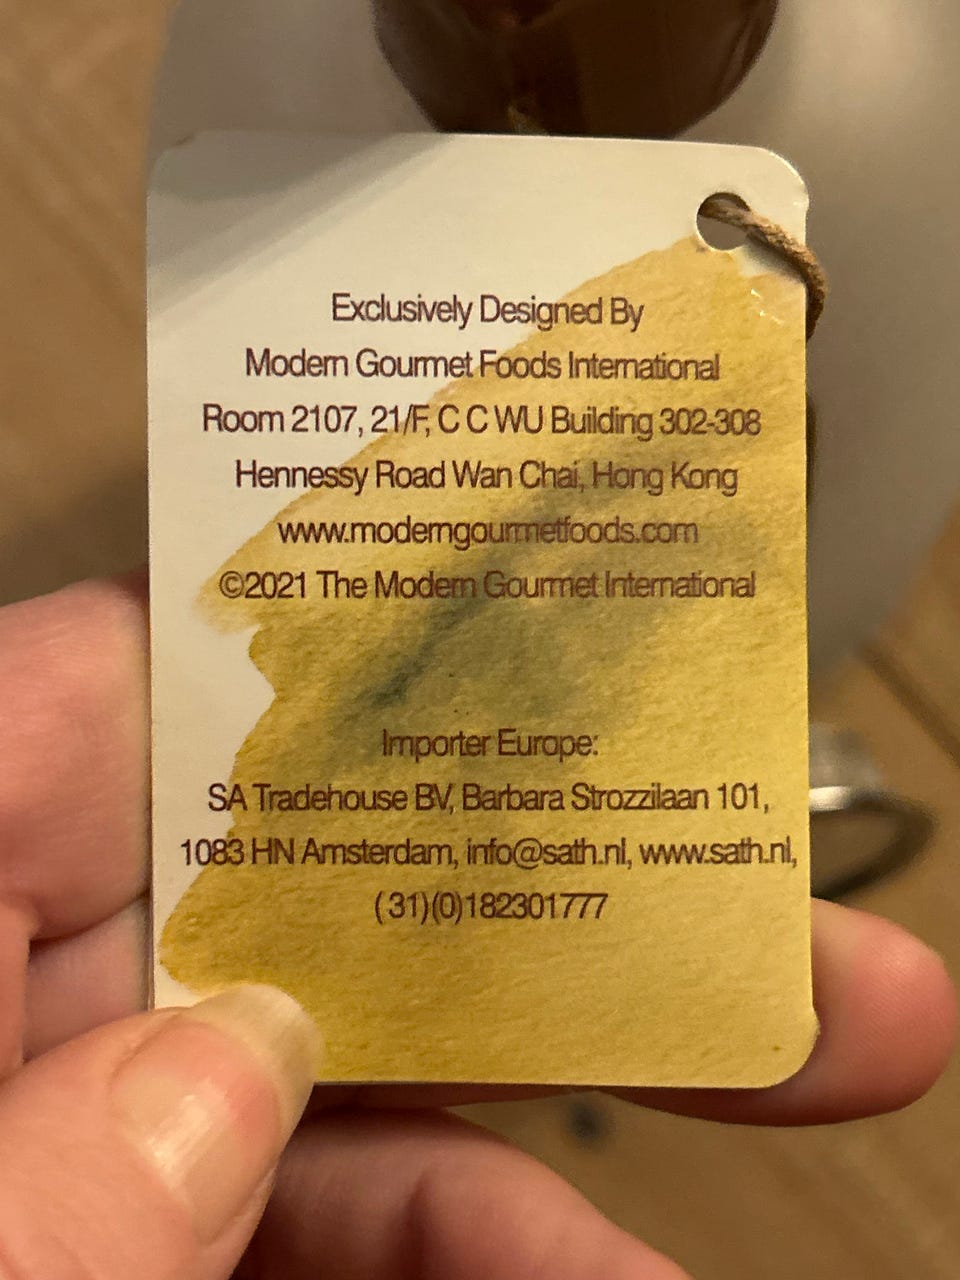 Exclusively Designed By
Modern Gourmet Foods International
Room 2107, 21/F, C C WU Building 302-308
Hennessy Road Wan Chai, Hong Kong
www.moderngourmetfoods.com
©2021 The Modern Gourmet International
Importer Europe:
SA Tradehouse BV, Barbara Strozzilaan 101,
1083 HN Amsterdam, info@sath.nl, www.sath.nl,
( 31)(0)182301777